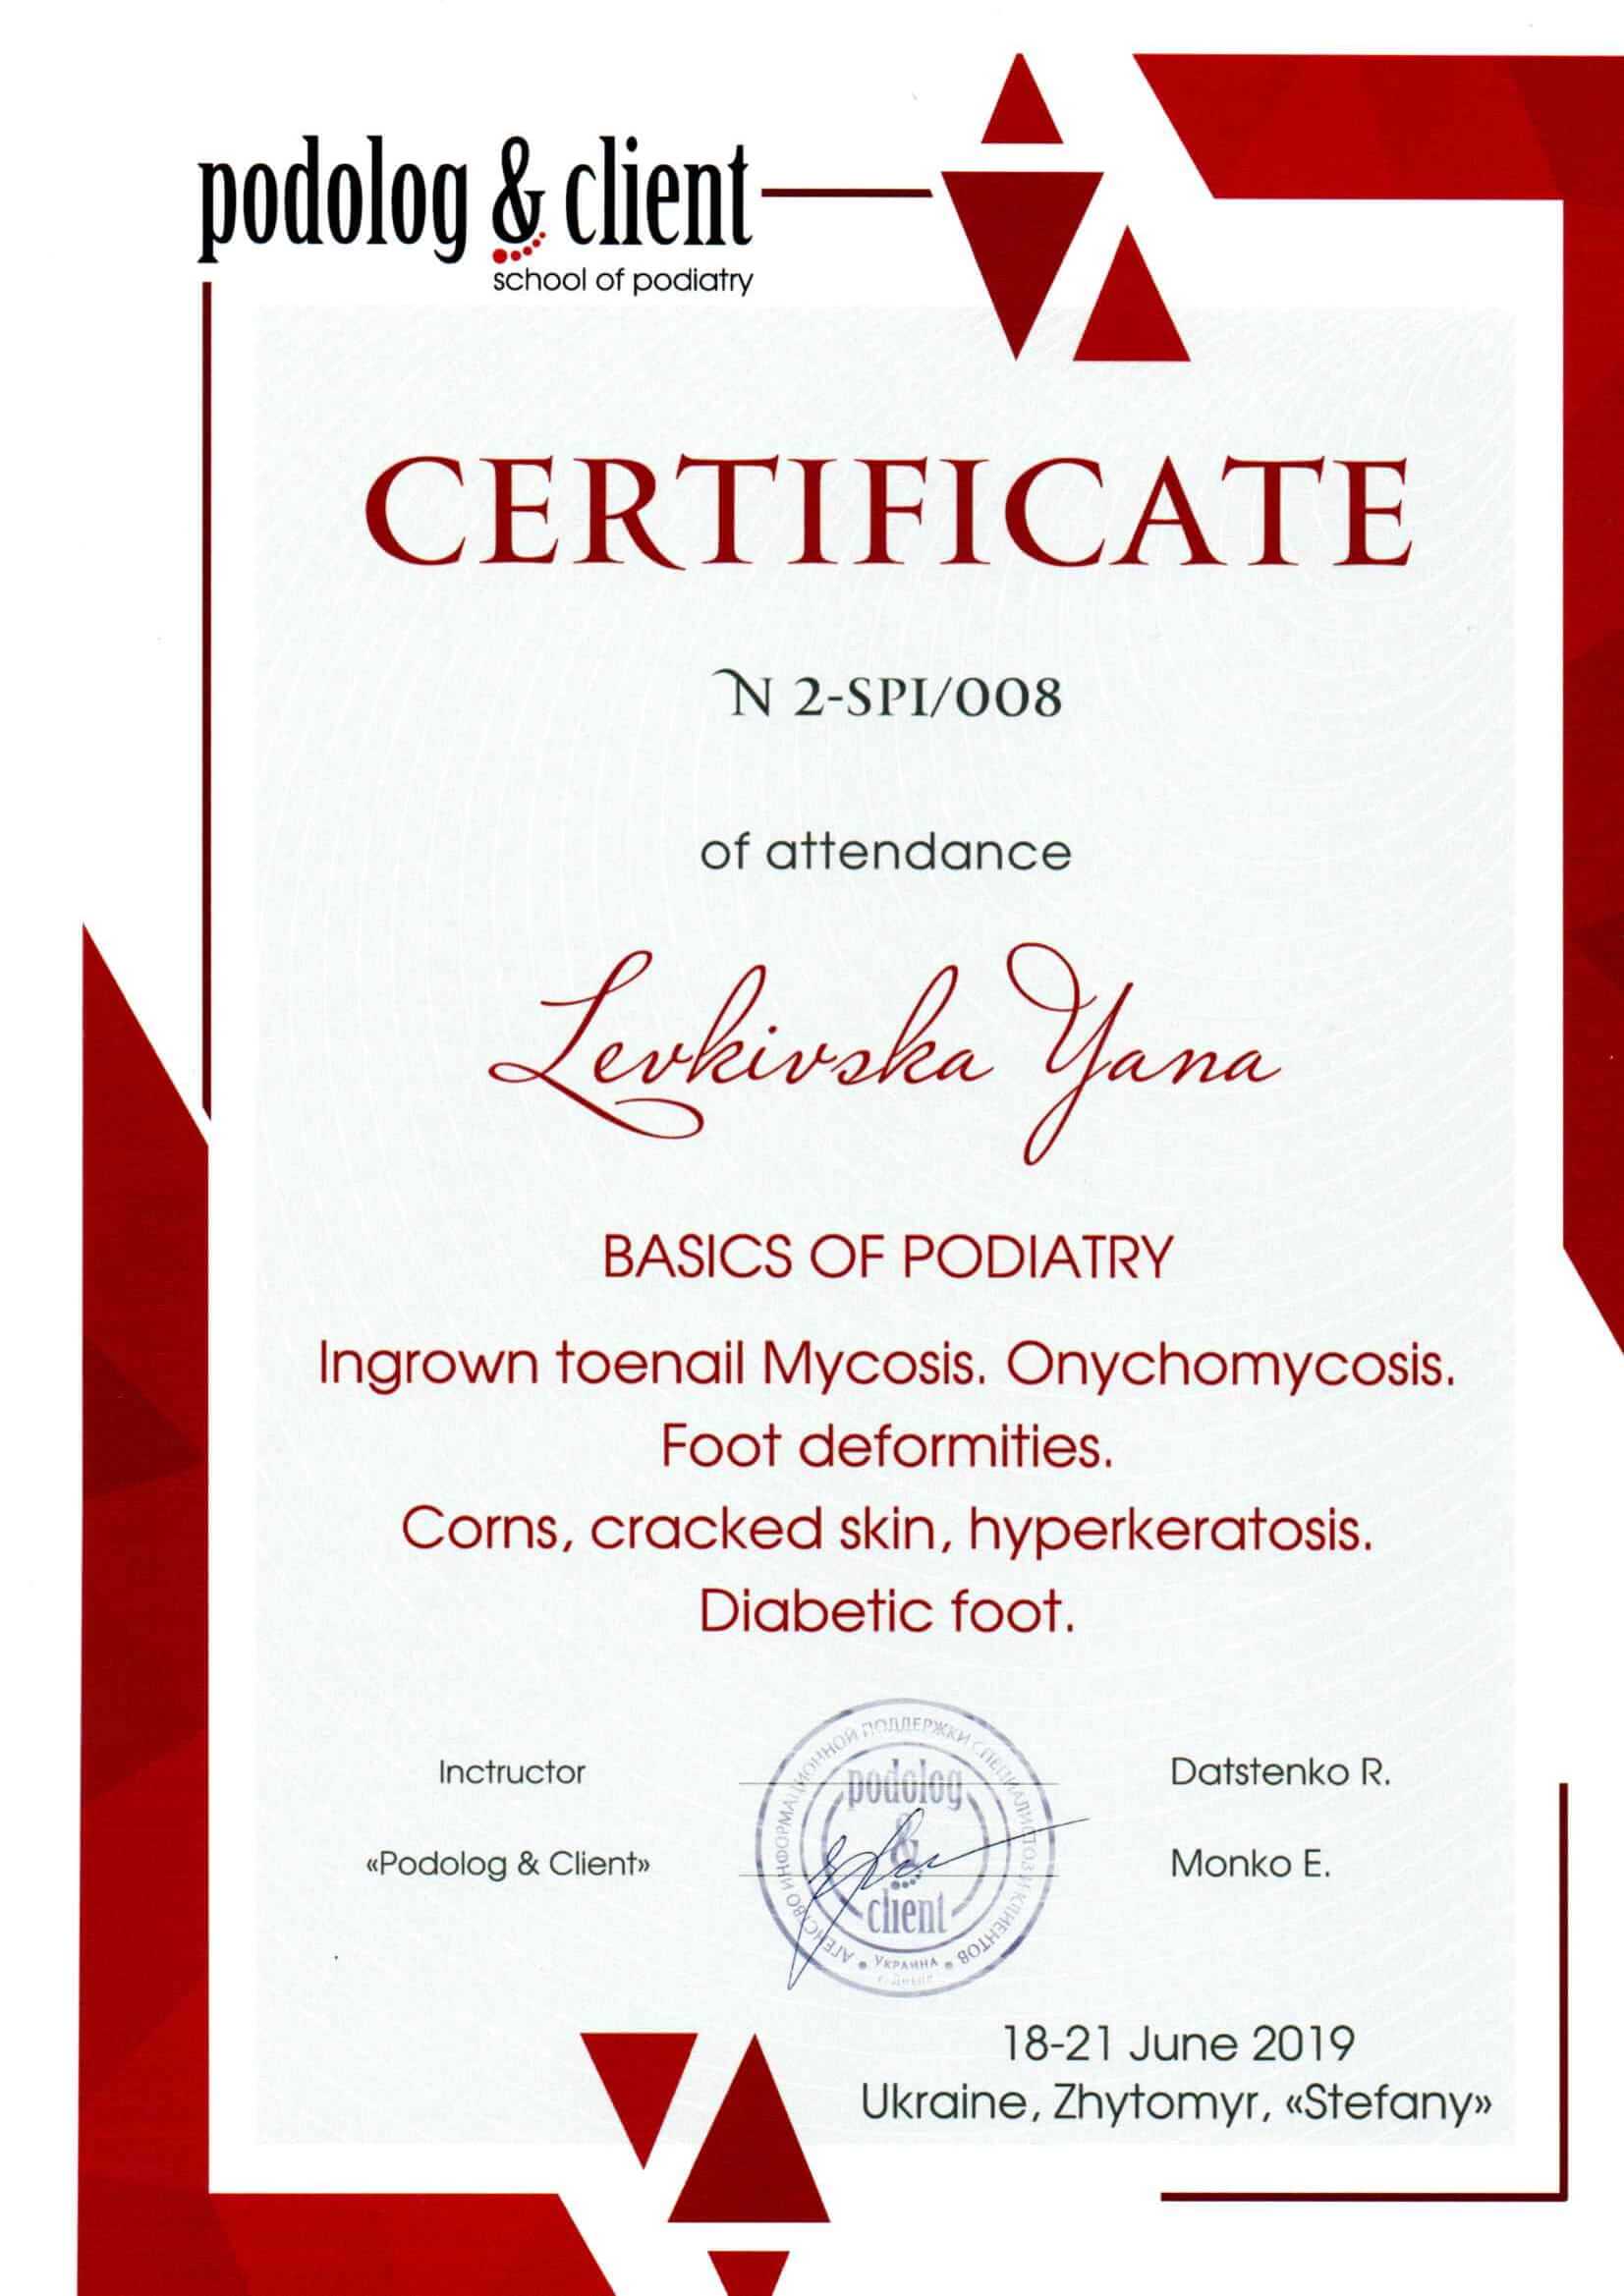 podolog & client
school of podiatry
CERTIFICATE
N 2-SPI/008
of attendance
Levkivska Yana
BASICS OF PODIATRY
Ingrown toenail Mycosis. Onychomycosis.
Foot deformities.
Corns, cracked skin, hyperkeratosis.
Diabetic foot.
Inctructor
Datstenko R.
«Podolog & Client»
Monko E.
АГЕНСТВО ИНФОРМАЦИОННОЙ ПОДДЕРЖКИ СПЕЦИАЛИСТОВ И КЛИЕНТОВ
podolog
&
client
УКРАИНА
18-21 June 2019
Ukraine, Zhytomyr, «Stefany»